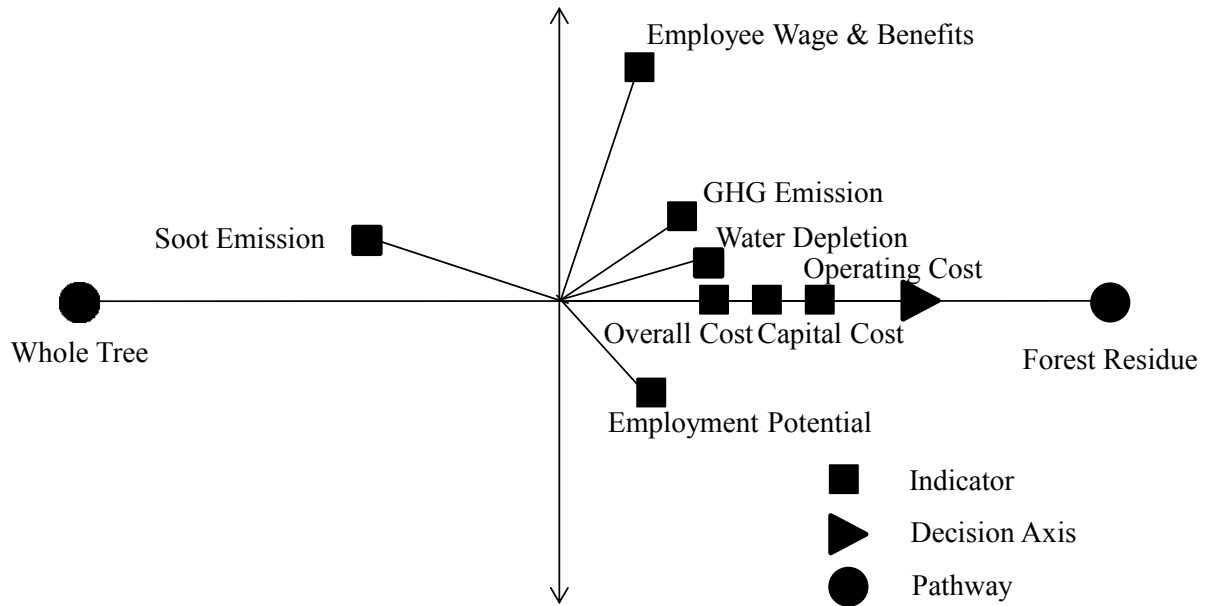 Employee Wage & Benefits
GHG Emission
Soot Emission
Water Depletion
Operating Cost
Overall Cost
Capital Cost
Whole Tree
Forest Residue
Employment Potential
Indicator
Decision Axis
Pathway